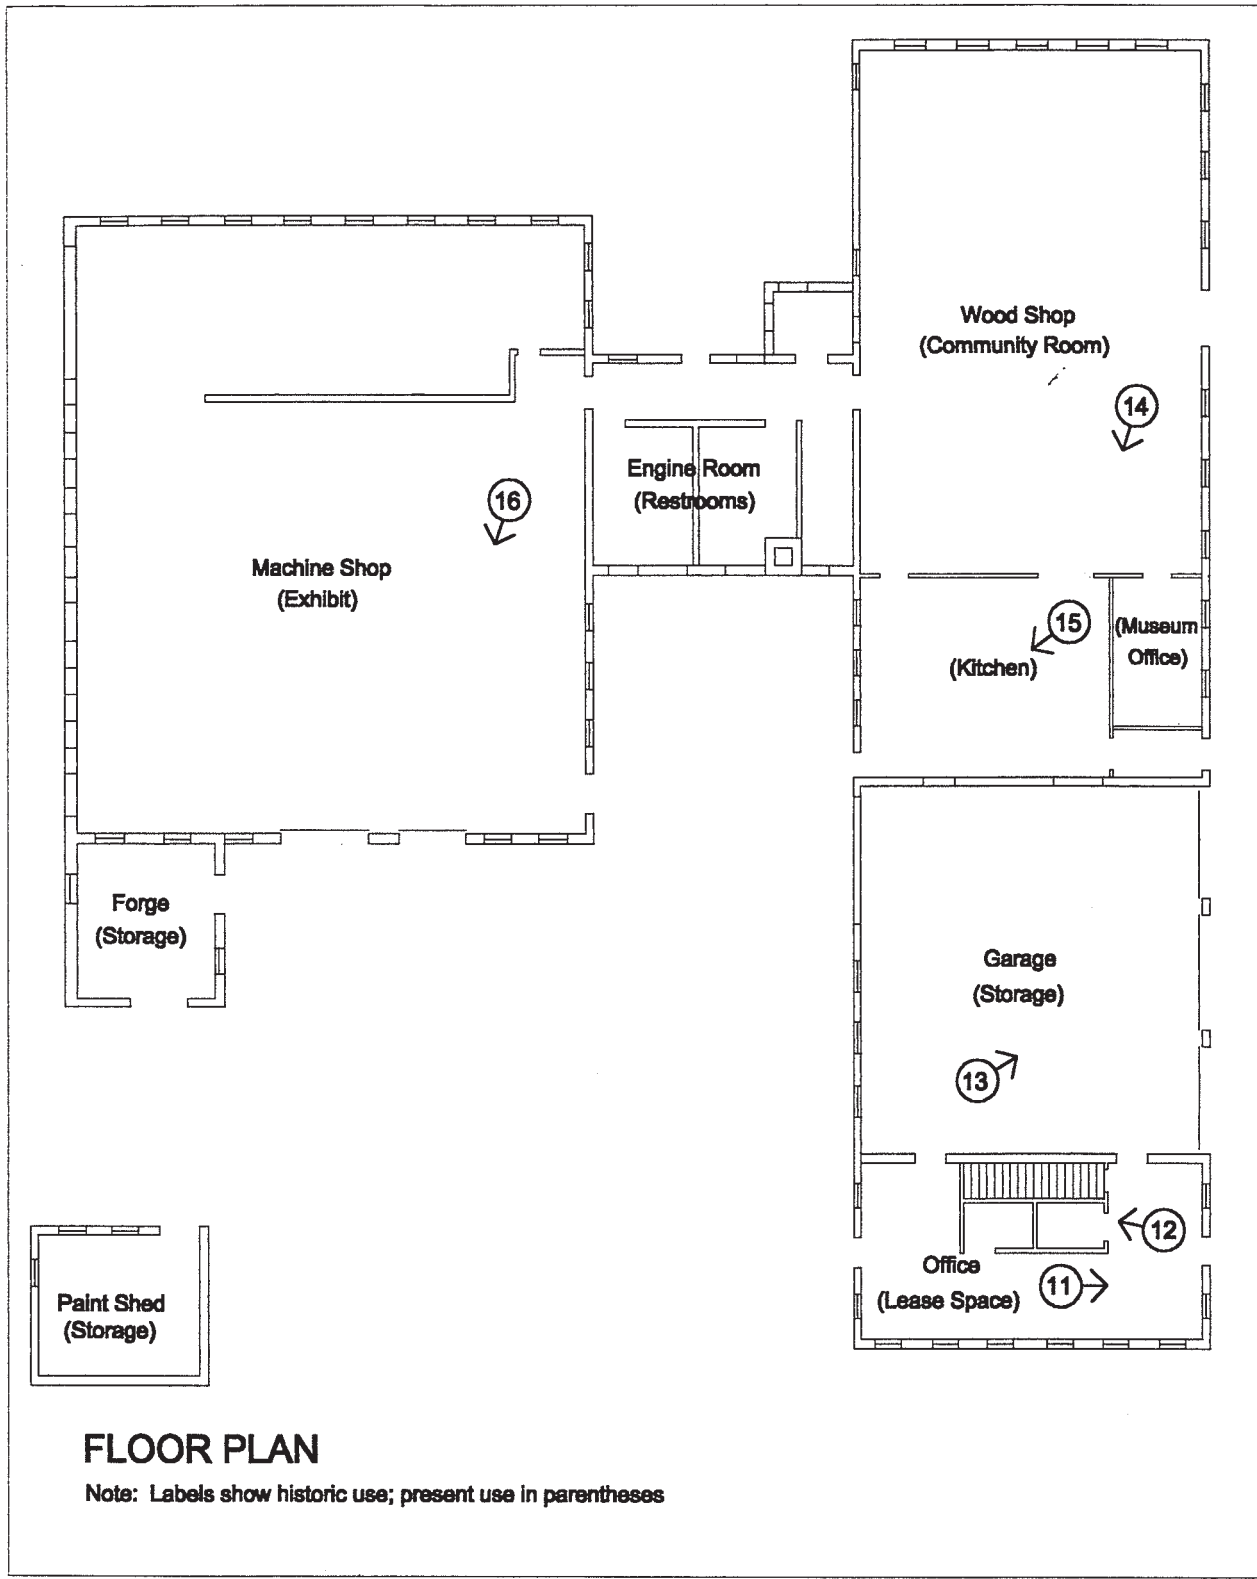 Wood Shop
(Community Room)
14
Engine Room
(Restrooms)
16
Machine Shop
(Exhibit)
15
(Museum
Office)
(Kitchen)
Forge
(Storage)
Garage
(Storage)
13
12
Office
(Lease Space)
11
Paint Shed
(Storage)
FLOOR PLAN
Note: Labels show historic use; present use in parentheses